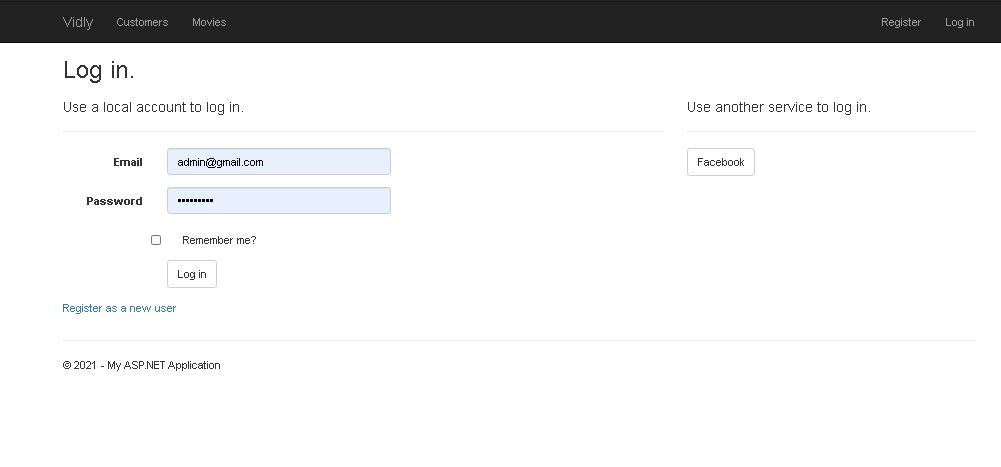 Vidly Customers Movies Register Log in
Log in.
Use a local account to log in.
Use another service to log in.
Email admin@gmail.com
Facebook
Password •••••••••
Remember me?
Log in
Register as a new user
© 2021 - My ASP.NET Application